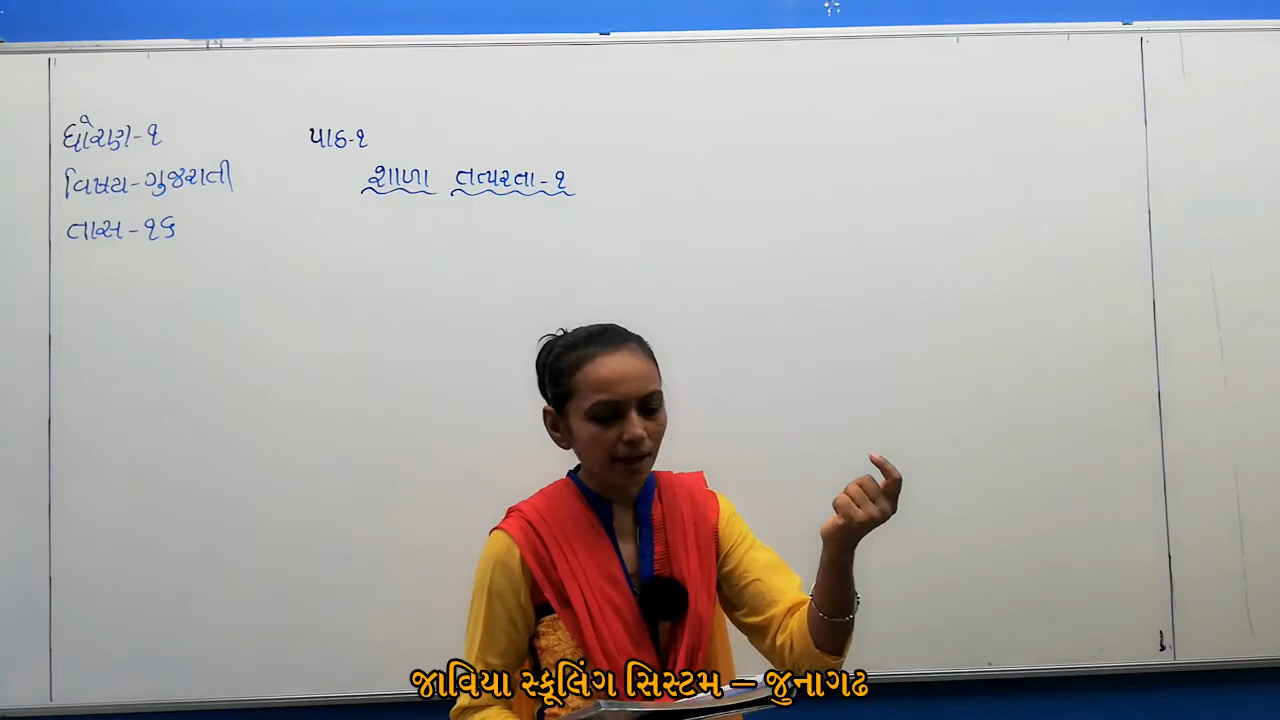 ધોરણ-૧
પાઠ-૧
વિષય-ગુજરાતી
શાળા તત્પરતા-૧
તાસ-૧૬
જાવિયા સ્કૂલિંગ સિસ્ટમ – જુનાગઢ